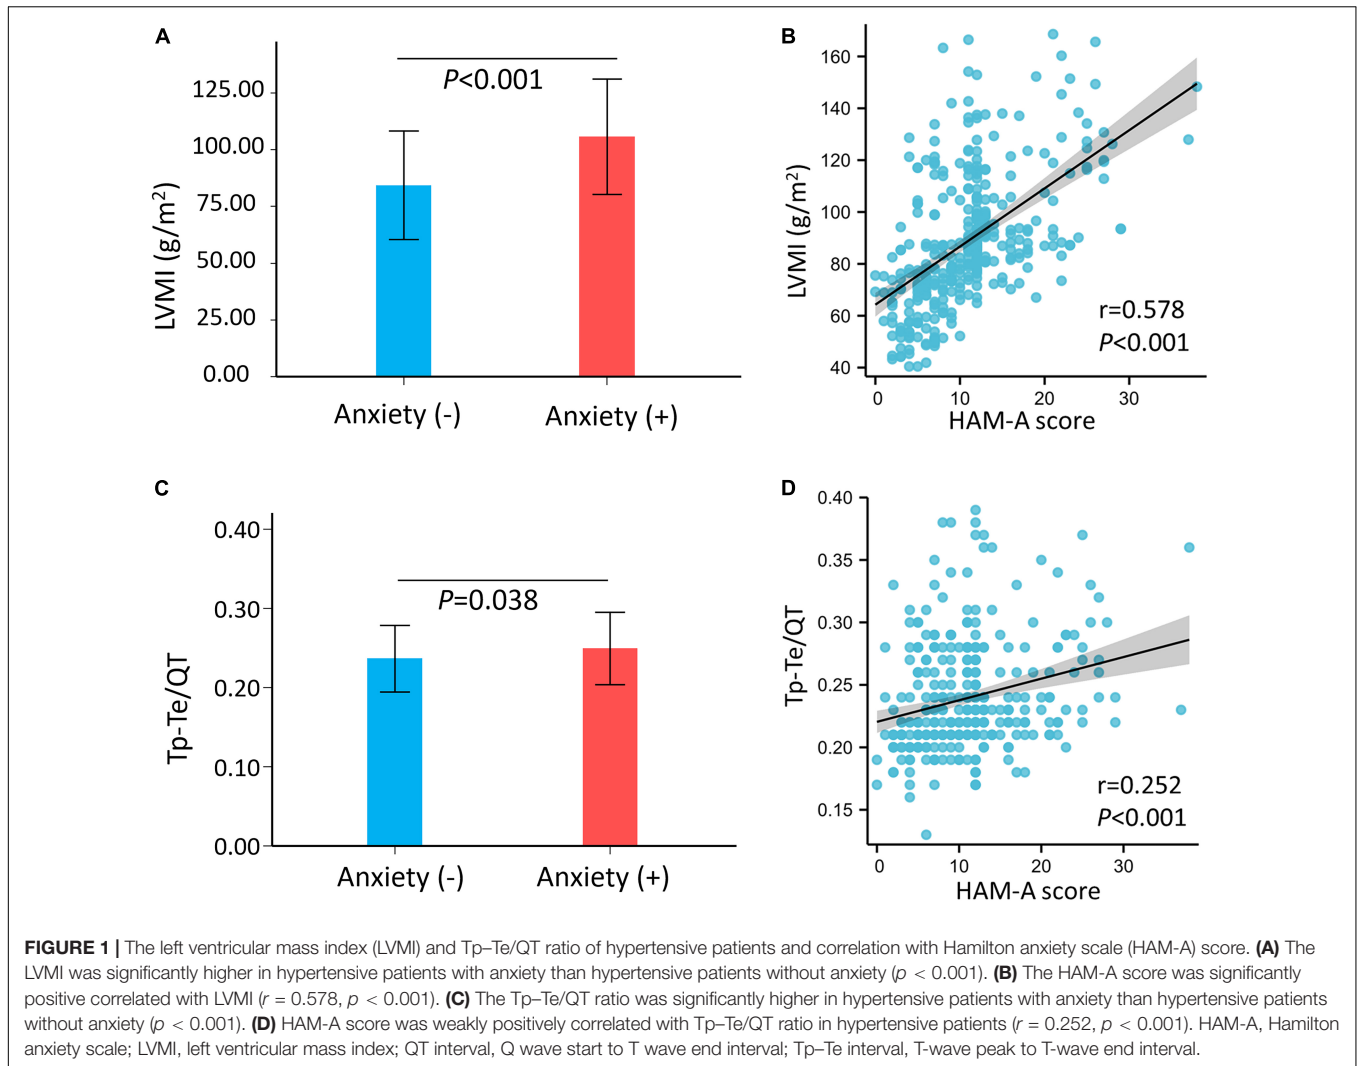 A
P<0.001
LVMI (g/m²)
125.00
100.00
75.00
50.00
25.00
0.00
Anxiety (-)
Anxiety (+)
B
LVMI (g/m²)
160
140
120
100
80
60
40
r=0.578
P<0.001
0
10
20
30
HAM-A score
C
Tp-Te/QT
0.40
0.30
0.20
0.10
0.00
P=0.038
Anxiety (-)
Anxiety (+)
D
Tp-Te/QT
0.40
0.35
0.30
0.25
0.20
0.15
r=0.252
P<0.001
0
10
20
30
HAM-A score
FIGURE 1 | The left ventricular mass index (LVMI) and Tp–Te/QT ratio of hypertensive patients and correlation with Hamilton anxiety scale (HAM-A) score. (A) The
LVMI was significantly higher in hypertensive patients with anxiety than hypertensive patients without anxiety (p < 0.001). (B) The HAM-A score was significantly
positive correlated with LVMI (r = 0.578, p < 0.001). (C) The Tp–Te/QT ratio was significantly higher in hypertensive patients with anxiety than hypertensive patients
without anxiety (p < 0.001). (D) HAM-A score was weakly positively correlated with Tp–Te/QT ratio in hypertensive patients (r = 0.252, p < 0.001). HAM-A, Hamilton
anxiety scale; LVMI, left ventricular mass index; QT interval, Q wave start to T wave end interval; Tp–Te interval, T-wave peak to T-wave end interval.